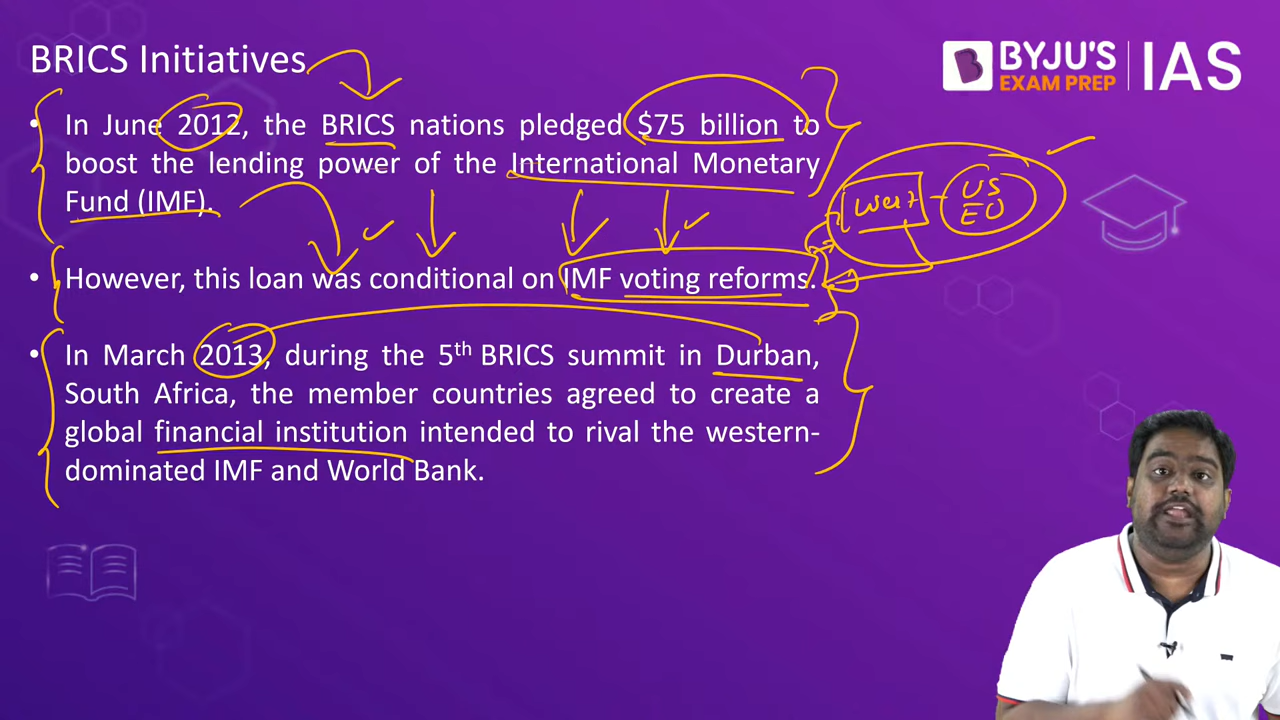 BRICS Initiatives
BYJU'S
EXAM PREP
IAS
• In June 2012, the BRICS nations pledged $75 billion to
boost the lending power of the International Monetary
Fund (IMF).
West - US
EU
• However, this loan was conditional on IMF voting reforms.
• In March 2013, during the 5th BRICS summit in Durban,
South Africa, the member countries agreed to create a
global financial institution intended to rival the western-
dominated IMF and World Bank.